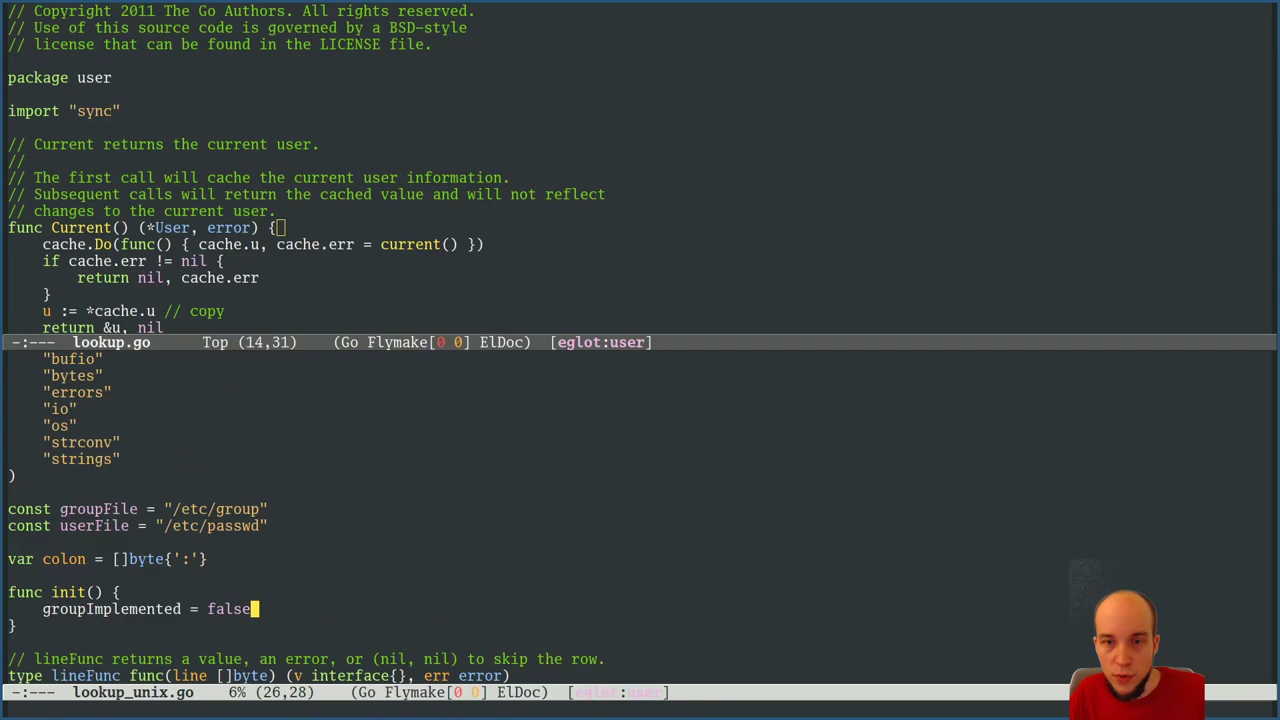 // Copyright 2011 The Go Authors. All rights reserved.
// Use of this source code is governed by a BSD-style
// license that can be found in the LICENSE file.
package user
import "sync"
// Current returns the current user.
//
// The first call will cache the current user information.
// Subsequent calls will return the cached value and will not reflect
// changes to the current user.
func Current() (*User, error) {
cache.Do(func() { cache.u, cache.err = current() })
if cache.err != nil {
return nil, cache.err
}
u := *cache.u // copy
return &u, nil
-:--- lookup.go Top (14,31) (Go Flymake[0 0] ElDoc) [eglot:user]
"bufio"
"bytes"
"errors"
"io"
"os"
"strconv"
"strings"
)
const groupFile = "/etc/group"
const userFile = "/etc/passwd"
var colon = []byte{':'}
func init() {
groupImplemented = false
}
// lineFunc returns a value, an error, or (nil, nil) to skip the row.
type lineFunc func(line []byte) (v interface{}, err error)
-:--- lookup_unix.go 6% (26,28) (Go Flymake[0 0] ElDoc) [eglot:user]